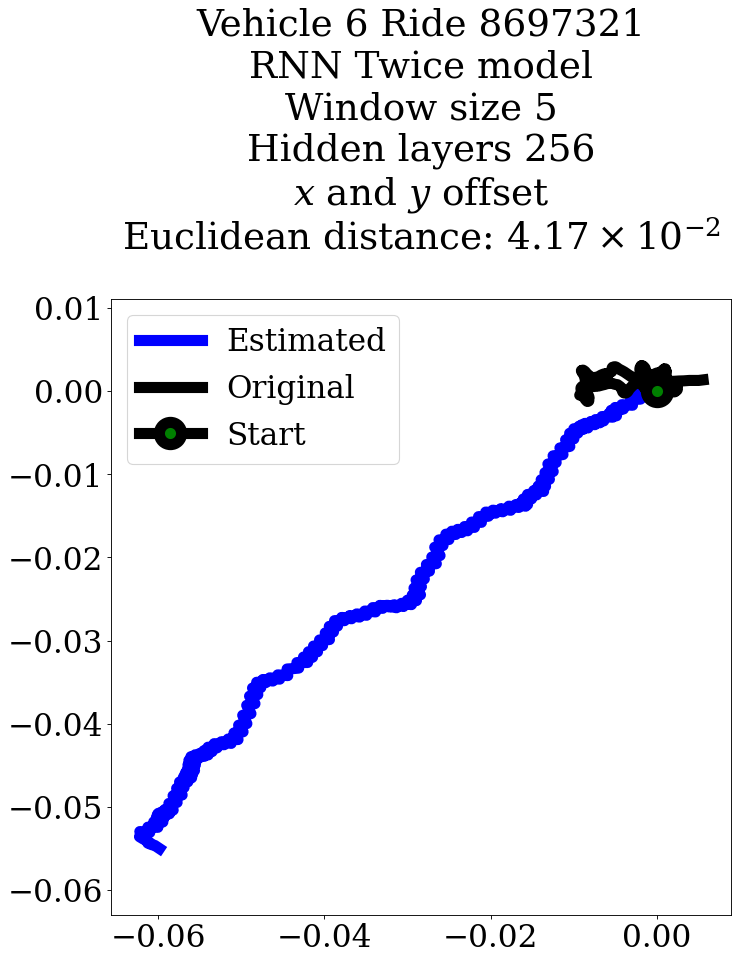 Vehicle 6 Ride 8697321
RNN Twice model
Window size 5
Hidden layers 256
x and y offset
Euclidean distance: 4.17 × 10⁻²
Estimated
Original
Start
0.01
0.00
−0.01
−0.02
−0.03
−0.04
−0.05
−0.06
−0.06 −0.04 −0.02 0.00